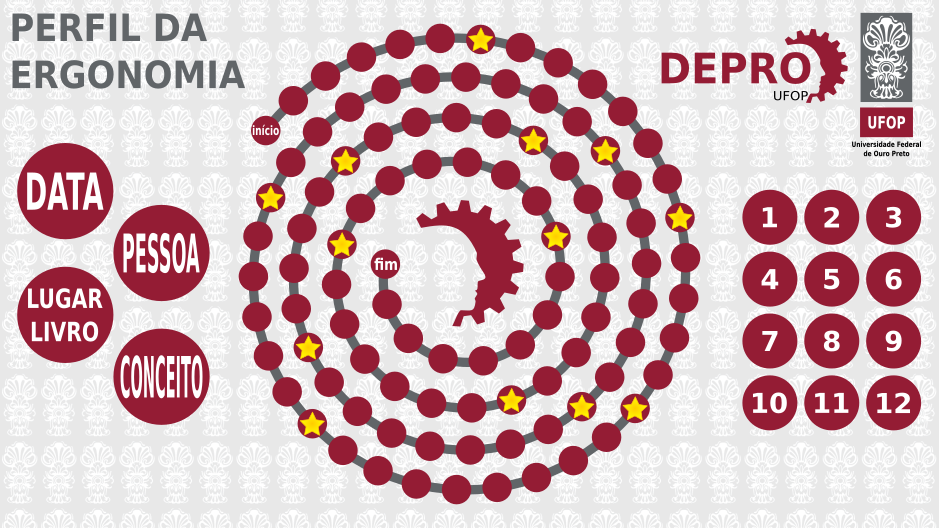 PERFIL DA
ERGONOMIA
DEPRO
UFOP
UFOP
Universidade Federal
de Ouro Preto
início
DATA
PESSOA
LUGAR
LIVRO
CONCEITO
fim
1 2 3
4 5 6
7 8 9
10 11 12